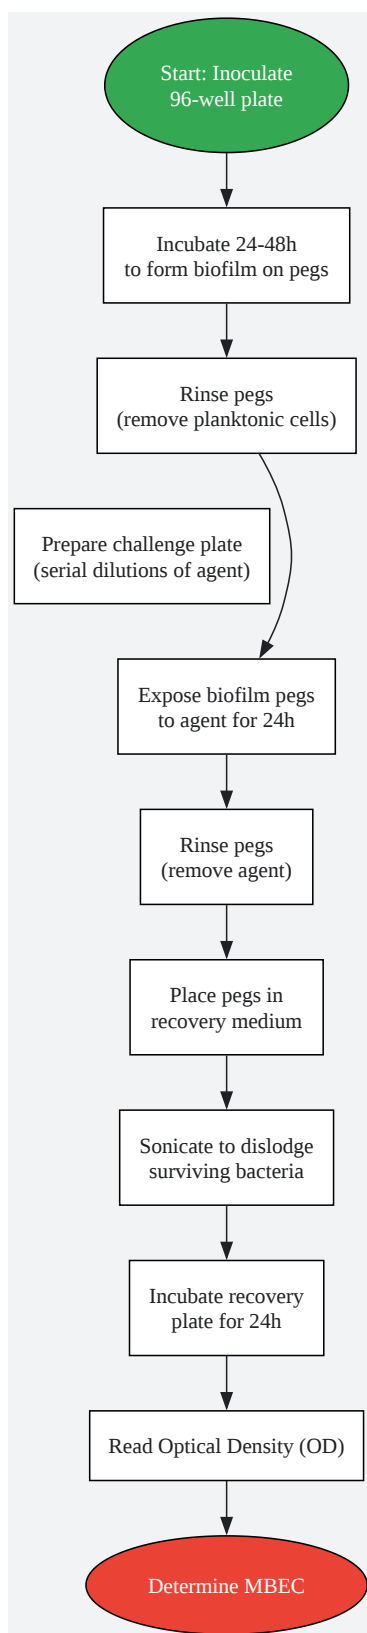 Start: Inoculate
96-well plate
Incubate 24-48h
to form biofilm on pegs
Rinse pegs
(remove planktonic cells)
Prepare challenge plate
(serial dilutions of agent)
Expose biofilm pegs
to agent for 24h
Rinse pegs
(remove agent)
Place pegs in
recovery medium
Sonicate to dislodge
surviving bacteria
Incubate recovery
plate for 24h
Read Optical Density (OD)
Determine MBEC